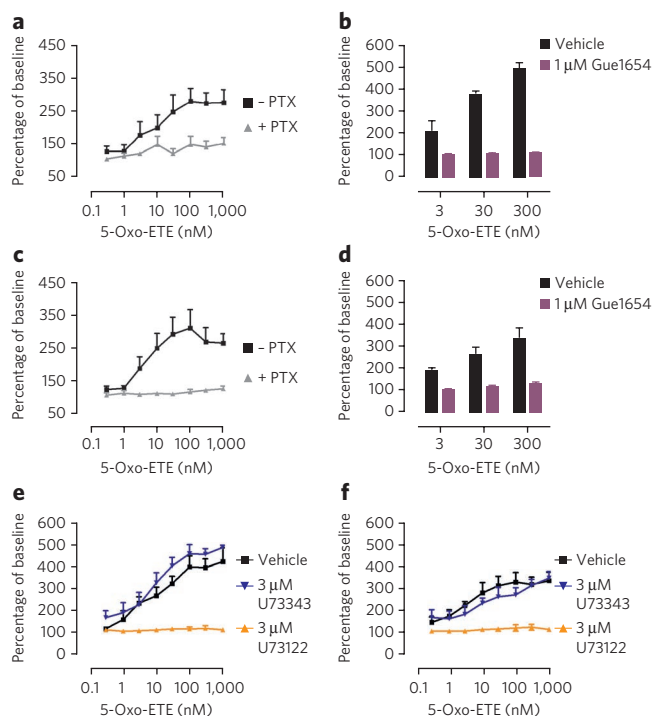 a
Percentage of baseline
450
350
250
150
50
0.1 1 10 100 1,000
5-Oxo-ETE (nM)
– PTX
+ PTX
b
Percentage of baseline
600
500
400
300
200
100
0
3 30 300
5-Oxo-ETE (nM)
Vehicle
1 μM Gue1654
c
Percentage of baseline
450
350
250
150
50
0.1 1 10 100 1,000
5-Oxo-ETE (nM)
– PTX
+ PTX
d
Percentage of baseline
600
500
400
300
200
100
0
3 30 300
5-Oxo-ETE (nM)
Vehicle
1 μM Gue1654
e
Percentage of baseline
600
500
400
300
200
100
0
0.1 1 10 100 1,000
5-Oxo-ETE (nM)
Vehicle
3 μM
U73343
3 μM
U73122
f
Percentage of baseline
600
500
400
300
200
100
0
0.1 1 10 100 1,000
5-Oxo-ETE (nM)
Vehicle
3 μM
U73343
3 μM
U73122